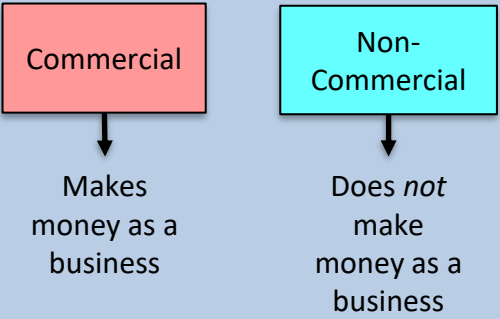 Commercial
Makes
money as a
business
Non-
Commercial
Does not
make
money as a
business